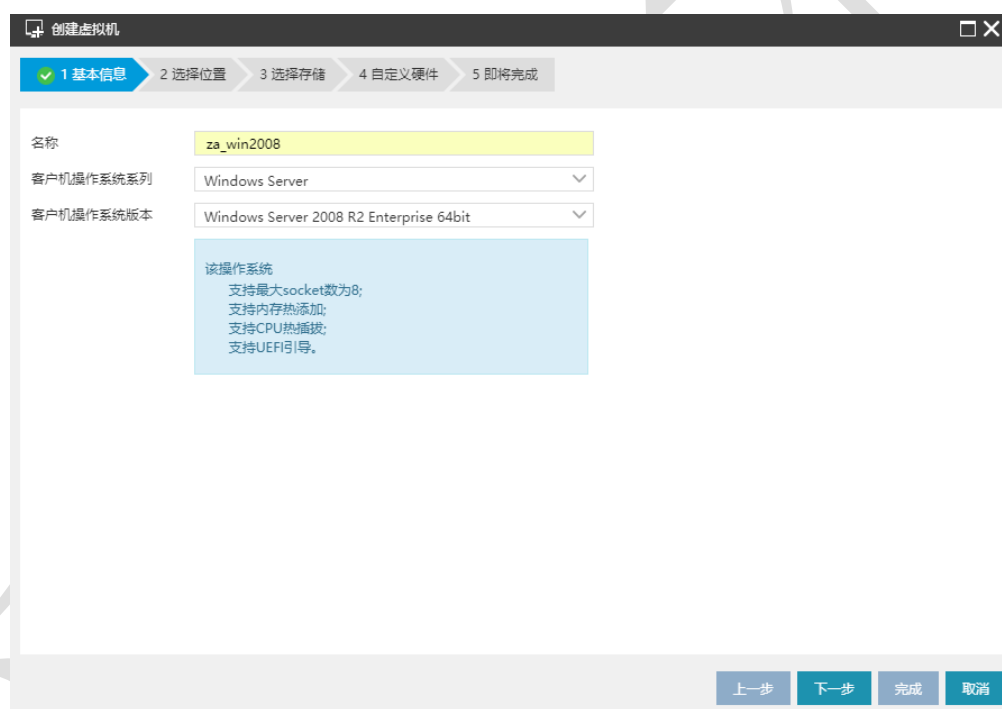 创建虚拟机
1 基本信息 2 选择位置 3 选择存储 4 自定义硬件 5 即将完成
名称 za_win2008
客户机操作系统系列 Windows Server
客户机操作系统版本 Windows Server 2008 R2 Enterprise 64bit
该操作系统
支持最大socket数为8;
支持内存热添加;
支持CPU热插拔;
支持UEFI引导。
上一步 下一步 完成 取消